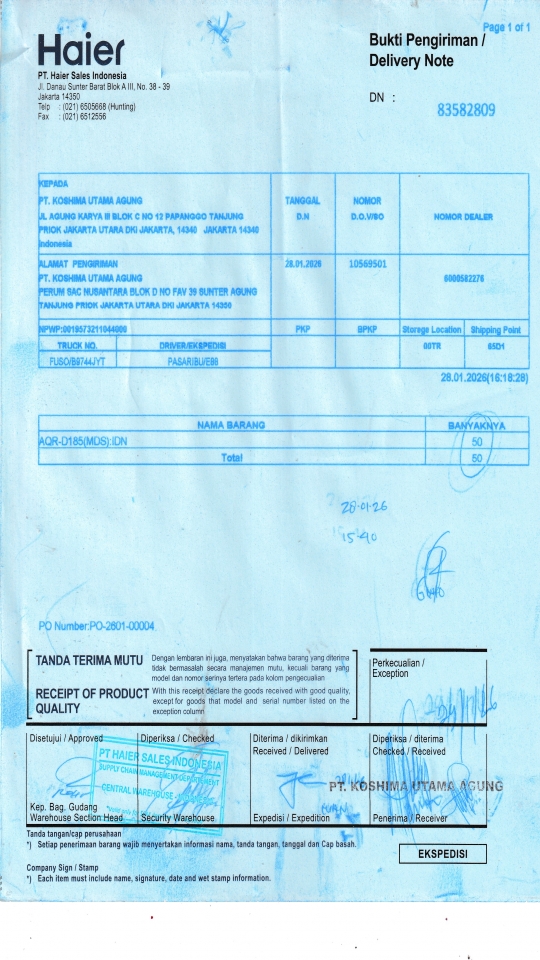 Page 1 of 1
Haier
Bukti Pengiriman /
Delivery Note
PT. Haier Sales Indonesia
Jl. Danau Sunter Barat Blok A III, No. 38 - 39
Jakarta 14350
Telp : (021) 6505668 (Hunting)
Fax : (021) 6512556
DN : 83582809
KEPADA
PT. KOSHIMA UTAMA AGUNG
JL AGUNG KARYA III BLOK C NO 12 PAPANGGO TANJUNG
PRIOK JAKARTA UTARA DKI JAKARTA, 14340 JAKARTA 14340
Indonesia
TANGGAL
D.N
NOMOR
D.O.V/SO
NOMOR DEALER
ALAMAT PENGIRIMAN
PT. KOSHIMA UTAMA AGUNG
PERUM SAC NUSANTARA BLOK D NO FAV 39 SUNTER AGUNG
TANJUNG PRIOK JAKARTA UTARA DKI JAKARTA 14350
28.01.2026
10569501
6000582276
NPWP:0019573211044000
PKP
BPKP
Storage Location
Shipping Point
TRUCK NO.
DRIVER/EKSPEDISI
00TR
65D1
FUSO/B9744JYT
PASARIBU/EBB
28.01.2026(16:18:28)
NAMA BARANG
BANYAKNYA
AQR-D185(MDS):IDN
50
Total
50
28-01-26
15-40
PO Number:PO-2601-00004
TANDA TERIMA MUTU
Dengan lembaran ini juga, menyatakan bahwa barang yang diterima
tidak bermasalah secara manajemen mutu, kecuali barang yang
model dan nomor serinya tertera pada kolom pengecualian
RECEIPT OF PRODUCT
QUALITY
With this receipt declare the goods received with good quality,
except for goods that model and serial number listed on the
exception column
Perkecualian /
Exception
Disetujui / Approved
Diperiksa / Checked
Diterima / dikirimkan
Received / Delivered
Diperiksa / diterima
Checked / Received
PT HAIER SALES INDONESIA
SUPPLY CHAIN MANAGEMENT DEPARTMENT
CENTRAL WAREHOUSE
PT. KOSHIMA UTAMA AGUNG
Kep. Bag. Gudang
Warehouse Section Head
Security Warehouse
Expedisi / Expedition
Penerima / Receiver
Tanda tangan/cap perusahaan
*) Setiap penerimaan barang wajib menyertakan informasi nama, tanda tangan, tanggal dan Cap basah.
EKSPEDISI
Company Sign / Stamp
*) Each item must include name, signature, date and wet stamp information.